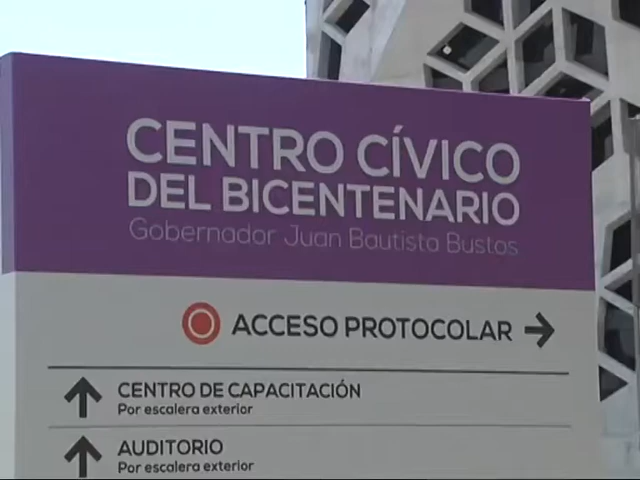 CENTRO CÍVICO
DEL BICENTENARIO
Gobernador Juan Bautista Bustos
ACCESO PROTOCOLAR
CENTRO DE CAPACITACIÓN
Por escalera exterior
AUDITORIO
Por escalera exterior